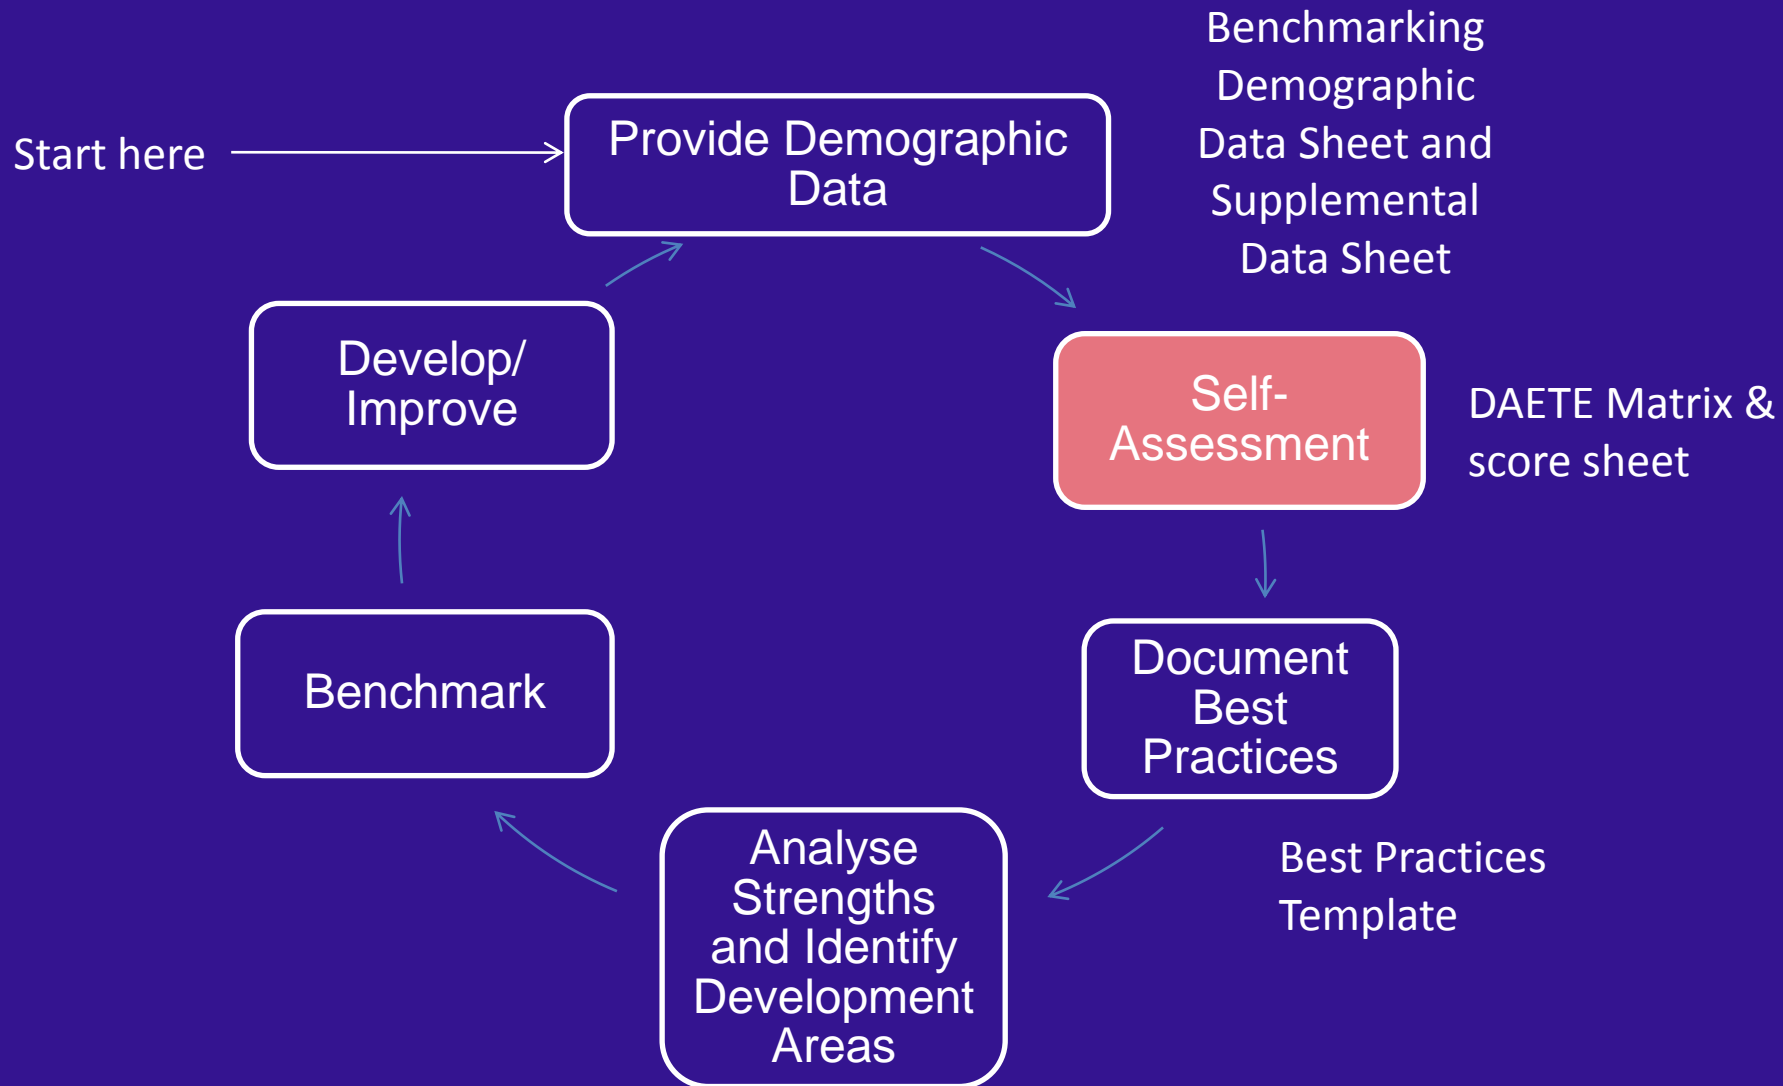 Start here
Provide Demographic
Data
Benchmarking
Demographic
Data Sheet and
Supplemental
Data Sheet
Self-
Assessment
DAETE Matrix &
score sheet
Document
Best
Practices
Best Practices
Template
Analyse
Strengths
and Identify
Development
Areas
Benchmark
Develop/
Improve